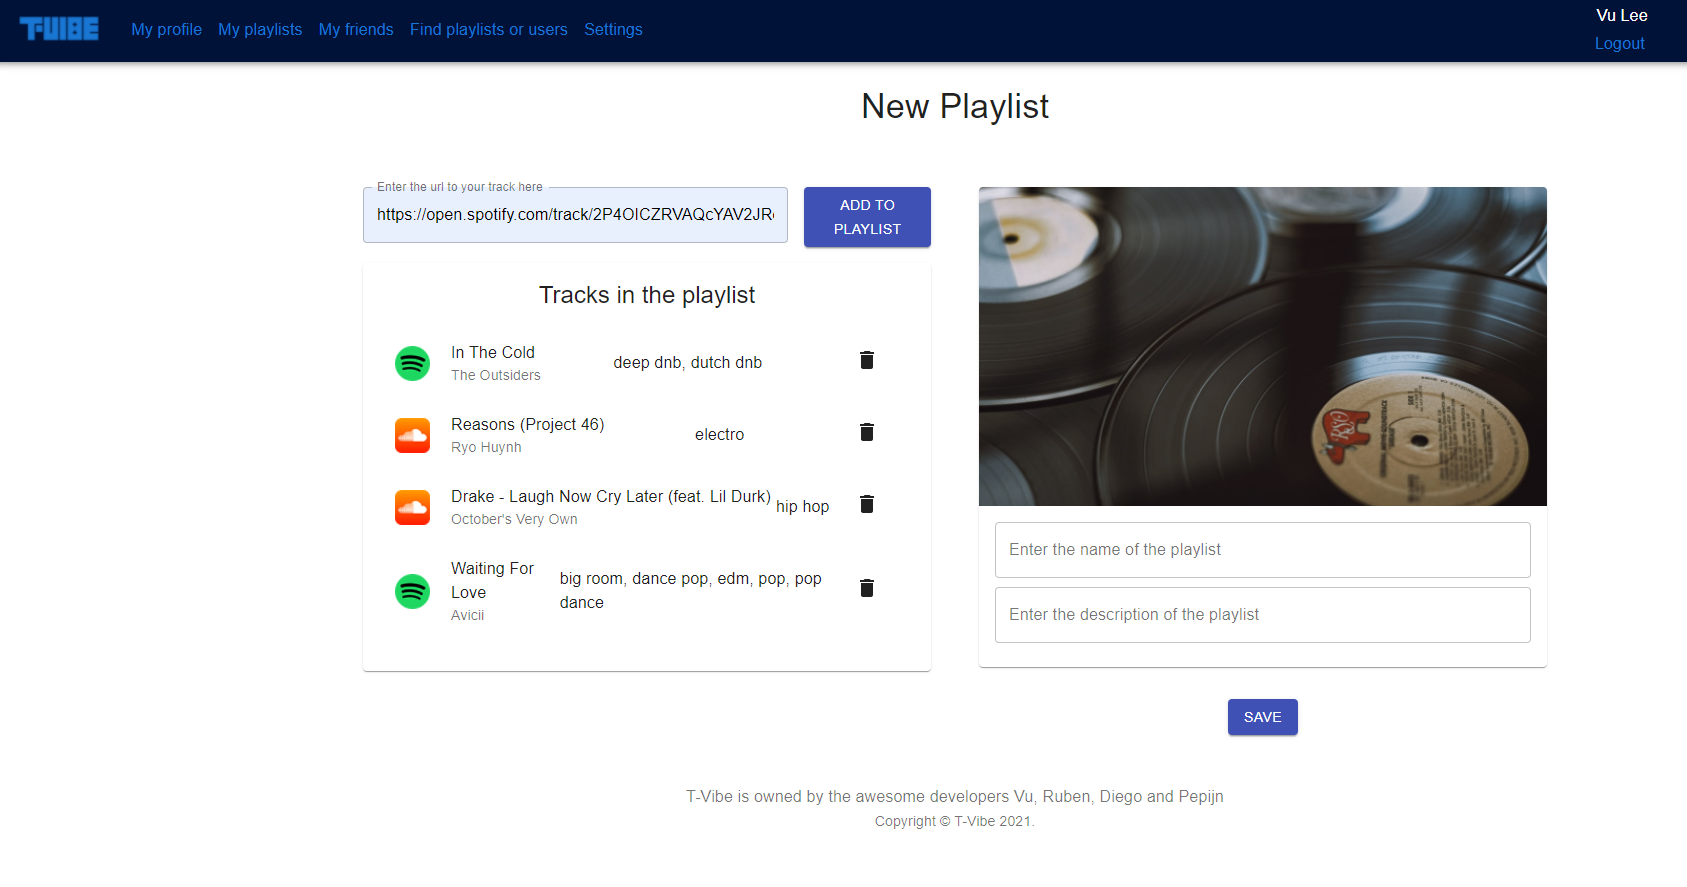 T-VIBE
My profile My playlists My friends Find playlists or users Settings
Vu Lee
Logout
New Playlist
Enter the url to your track here
https://open.spotify.com/track/
ADD TO
PLAYLIST
Tracks in the playlist
In The Cold
The Outsiders
deep dnb, dutch dnb
Reasons (Project 46)
Ryo Huynh
electro
Drake - Laugh Now Cry Later (feat. Lil Durk)
October's Very Own
hip hop
Waiting For
Love
Avicii
big room, dance pop, edm, pop, pop
dance
RSO
Enter the name of the playlist
Enter the description of the playlist
SAVE
T-Vibe is owned by the awesome developers Vu, Ruben, Diego and Pepijn
Copyright © T-Vibe 2021.